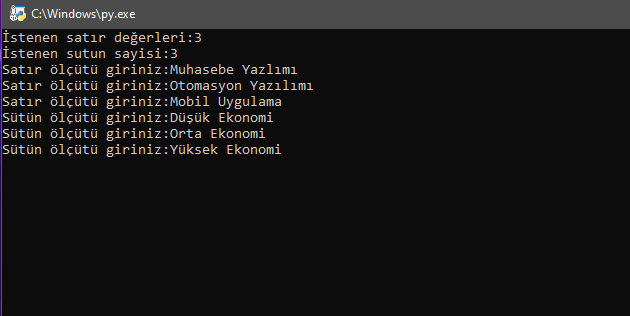 C:\Windows\py.exe
İstenen satır değerleri:3
İstenen sutun sayisi:3
Satır ölçütü giriniz:Muhasebe Yazlımı
Satır ölçütü giriniz:Otomasyon Yazılımı
Satır ölçütü giriniz:Mobil Uygulama
Sütün ölçütü giriniz:Düşük Ekonomi
Sütün ölçütü giriniz:Orta Ekonomi
Sütün ölçütü giriniz:Yüksek Ekonomi